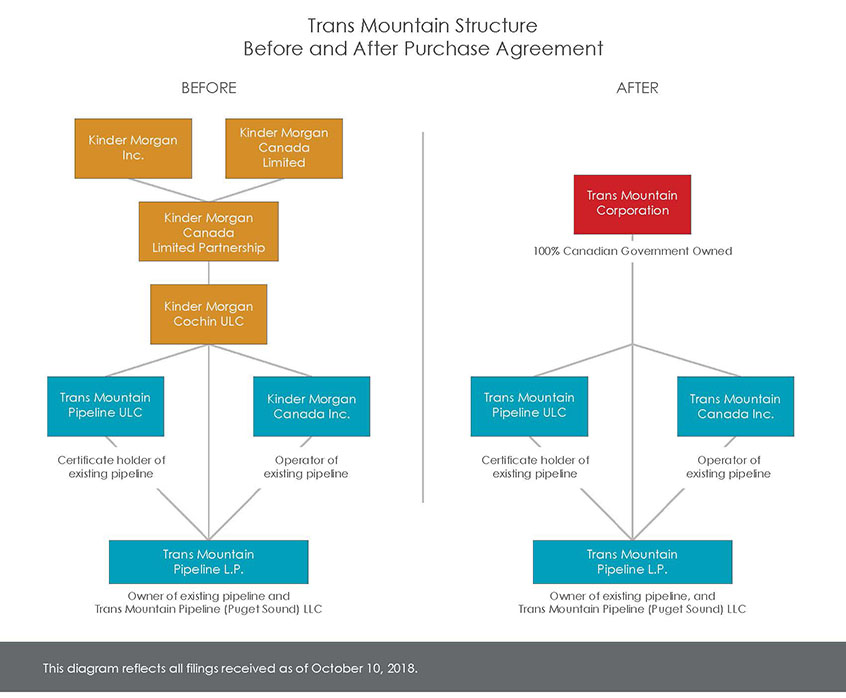 Trans Mountain Structure
Before and After Purchase Agreement
BEFORE
Kinder Morgan
Inc.
Kinder Morgan
Canada
Limited
Kinder Morgan
Canada
Limited Partnership
Kinder Morgan
Cochin ULC
Trans Mountain
Pipeline ULC
Kinder Morgan
Canada Inc.
Certificate holder of
existing pipeline
Operator of
existing pipeline
Trans Mountain
Pipeline L.P.
Owner of existing pipeline and
Trans Mountain Pipeline (Puget Sound) LLC
AFTER
Trans Mountain
Corporation
100% Canadian Government Owned
Trans Mountain
Pipeline ULC
Trans Mountain
Canada Inc.
Certificate holder of
existing pipeline
Operator of
existing pipeline
Trans Mountain
Pipeline L.P.
Owner of existing pipeline, and
Trans Mountain Pipeline (Puget Sound) LLC
This diagram reflects all filings received as of October 10, 2018.